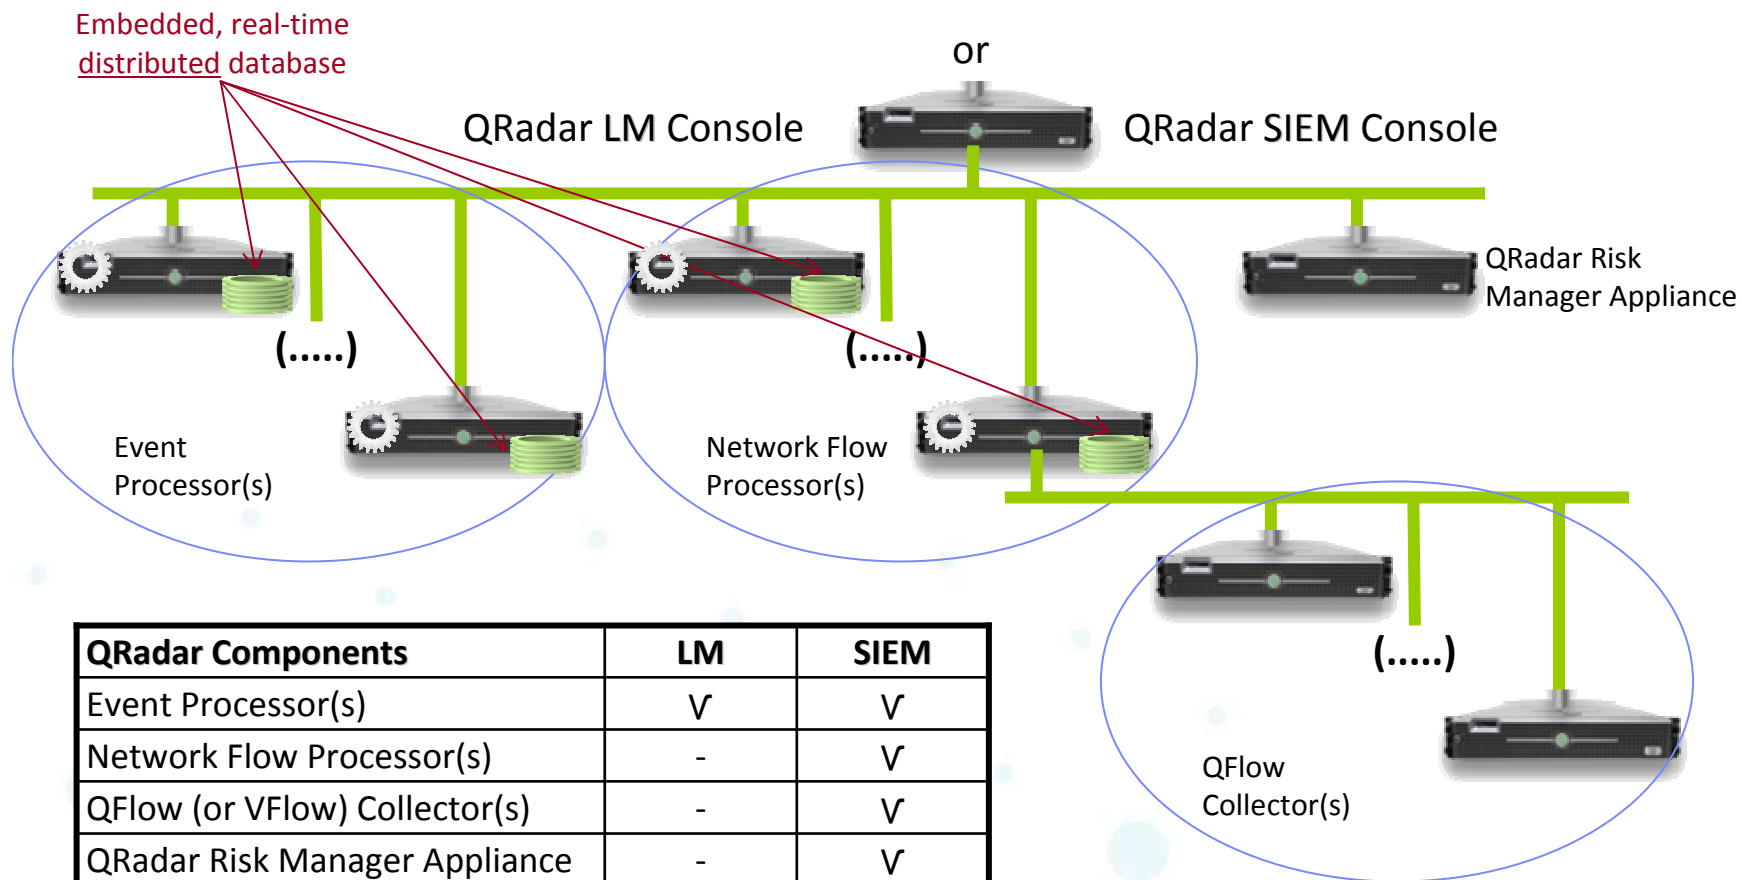 Embedded, real-time
distributed database
or
QRadar LM Console
QRadar SIEM Console
QRadar Risk
Manager Appliance
(.....)
(.....)
Event
Processor(s)
Network Flow
Processor(s)
(.....)
QFlow
Collector(s)
QRadar Components LM SIEM
Event Processor(s) √ √
Network Flow Processor(s) - √
QFlow (or VFlow) Collector(s) - √
QRadar Risk Manager Appliance - √